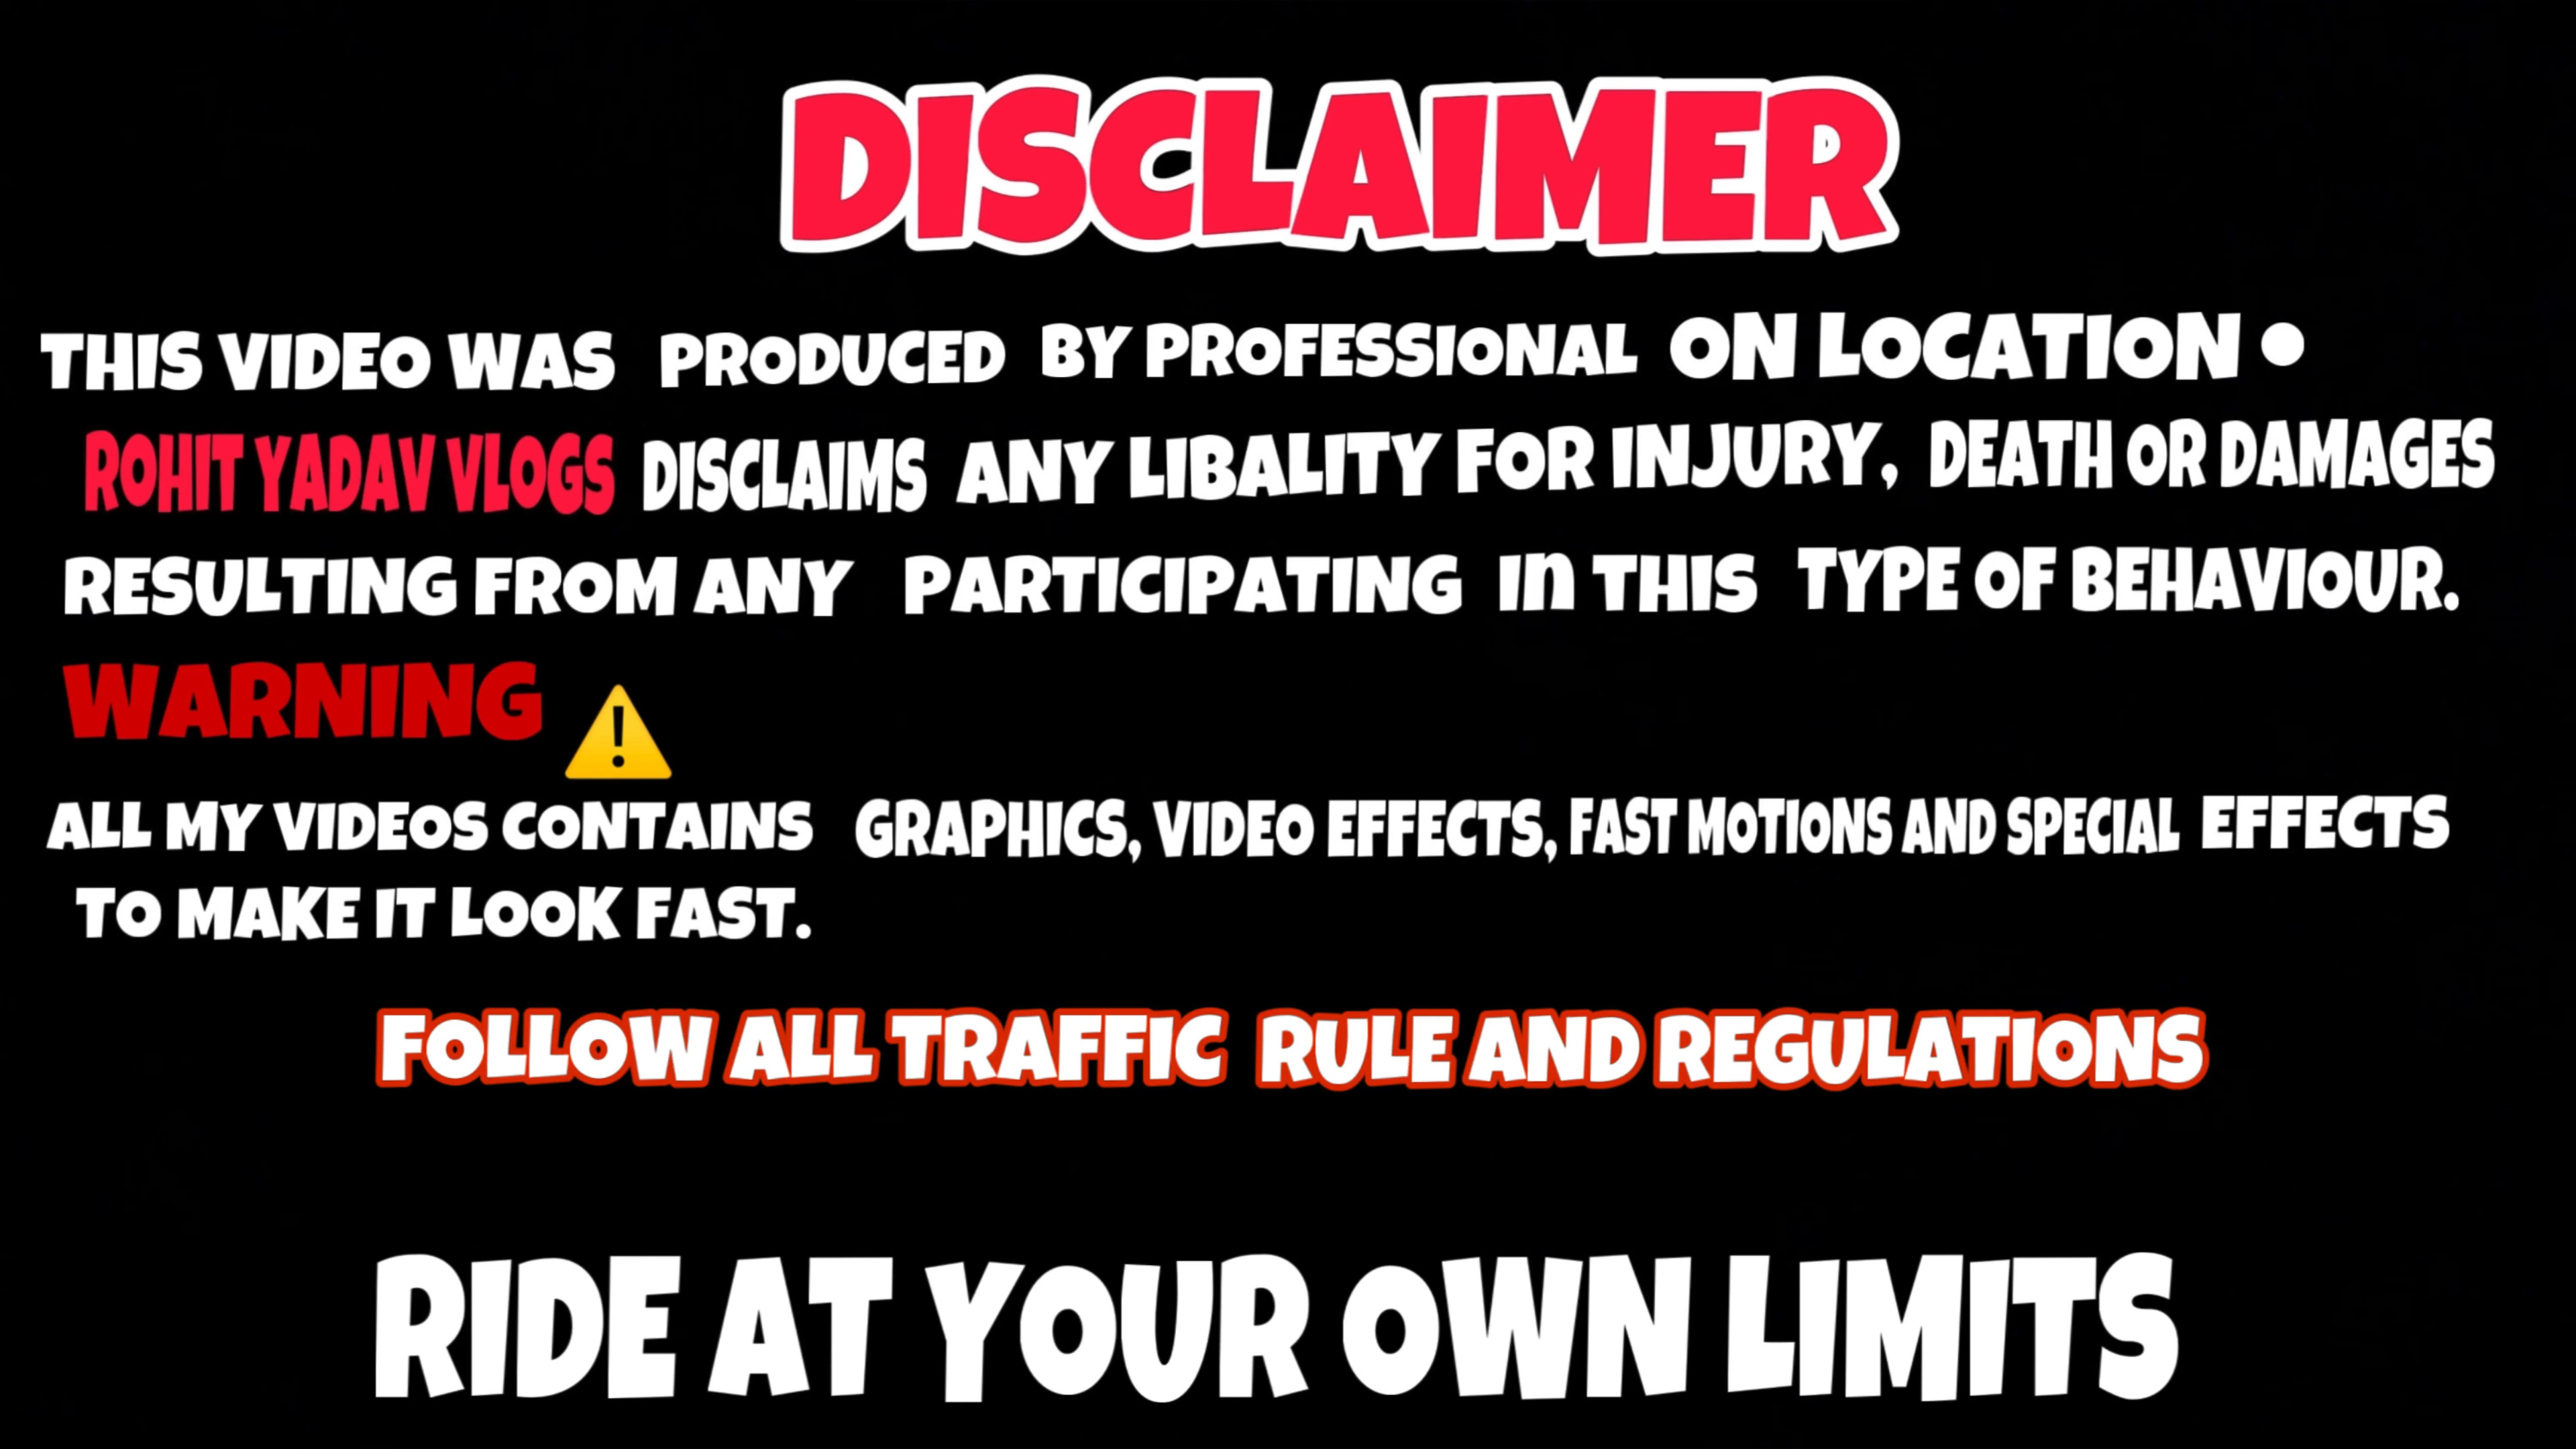 DISCLAIMER
THIS VIDEO WAS PRODUCED BY PROFESSIONAL ON LOCATION •
ROHIT YADAV VLOGS DISCLAIMS ANY LIBALITY FOR INJURY, DEATH OR DAMAGES
RESULTING FROM ANY PARTICIPATING In THIS TYPE OF BEHAVIOUR.
WARNING ⚠️
ALL MY VIDEOS CONTAINS GRAPHICS, VIDEO EFFECTS, FAST MOTIONS AND SPECIAL EFFECTS
TO MAKE IT LOOK FAST.
FOLLOW ALL TRAFFIC RULE AND REGULATIONS
RIDE AT YOUR OWN LIMITS